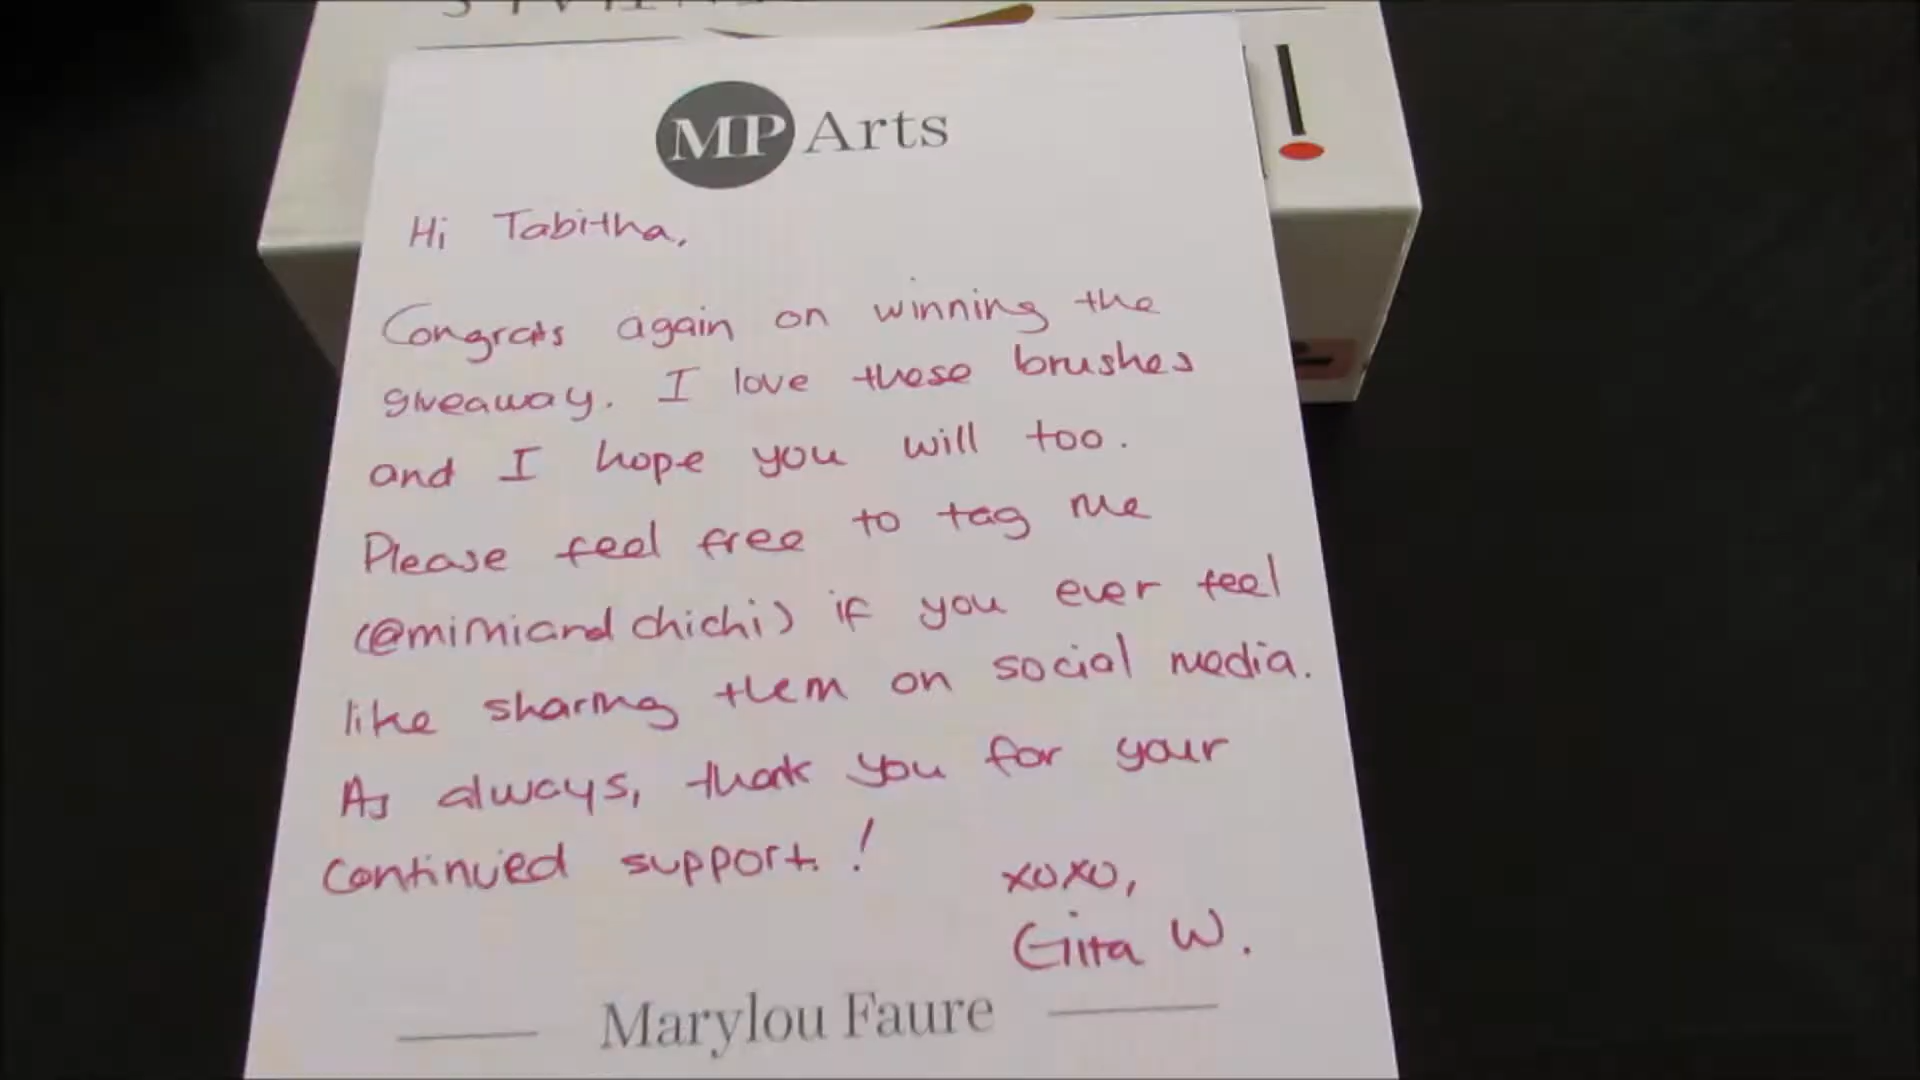 MP Arts
Hi Tabitha,
Congrats again on winning the
giveaway. I love these brushes
and I hope you will too.
Please feel free to tag me
(@mimiandchichi) if you ever feel
like sharing them on social media.
As always, thank you for your
continued support!
xoxo,
Gitta W.
Marylou Faure